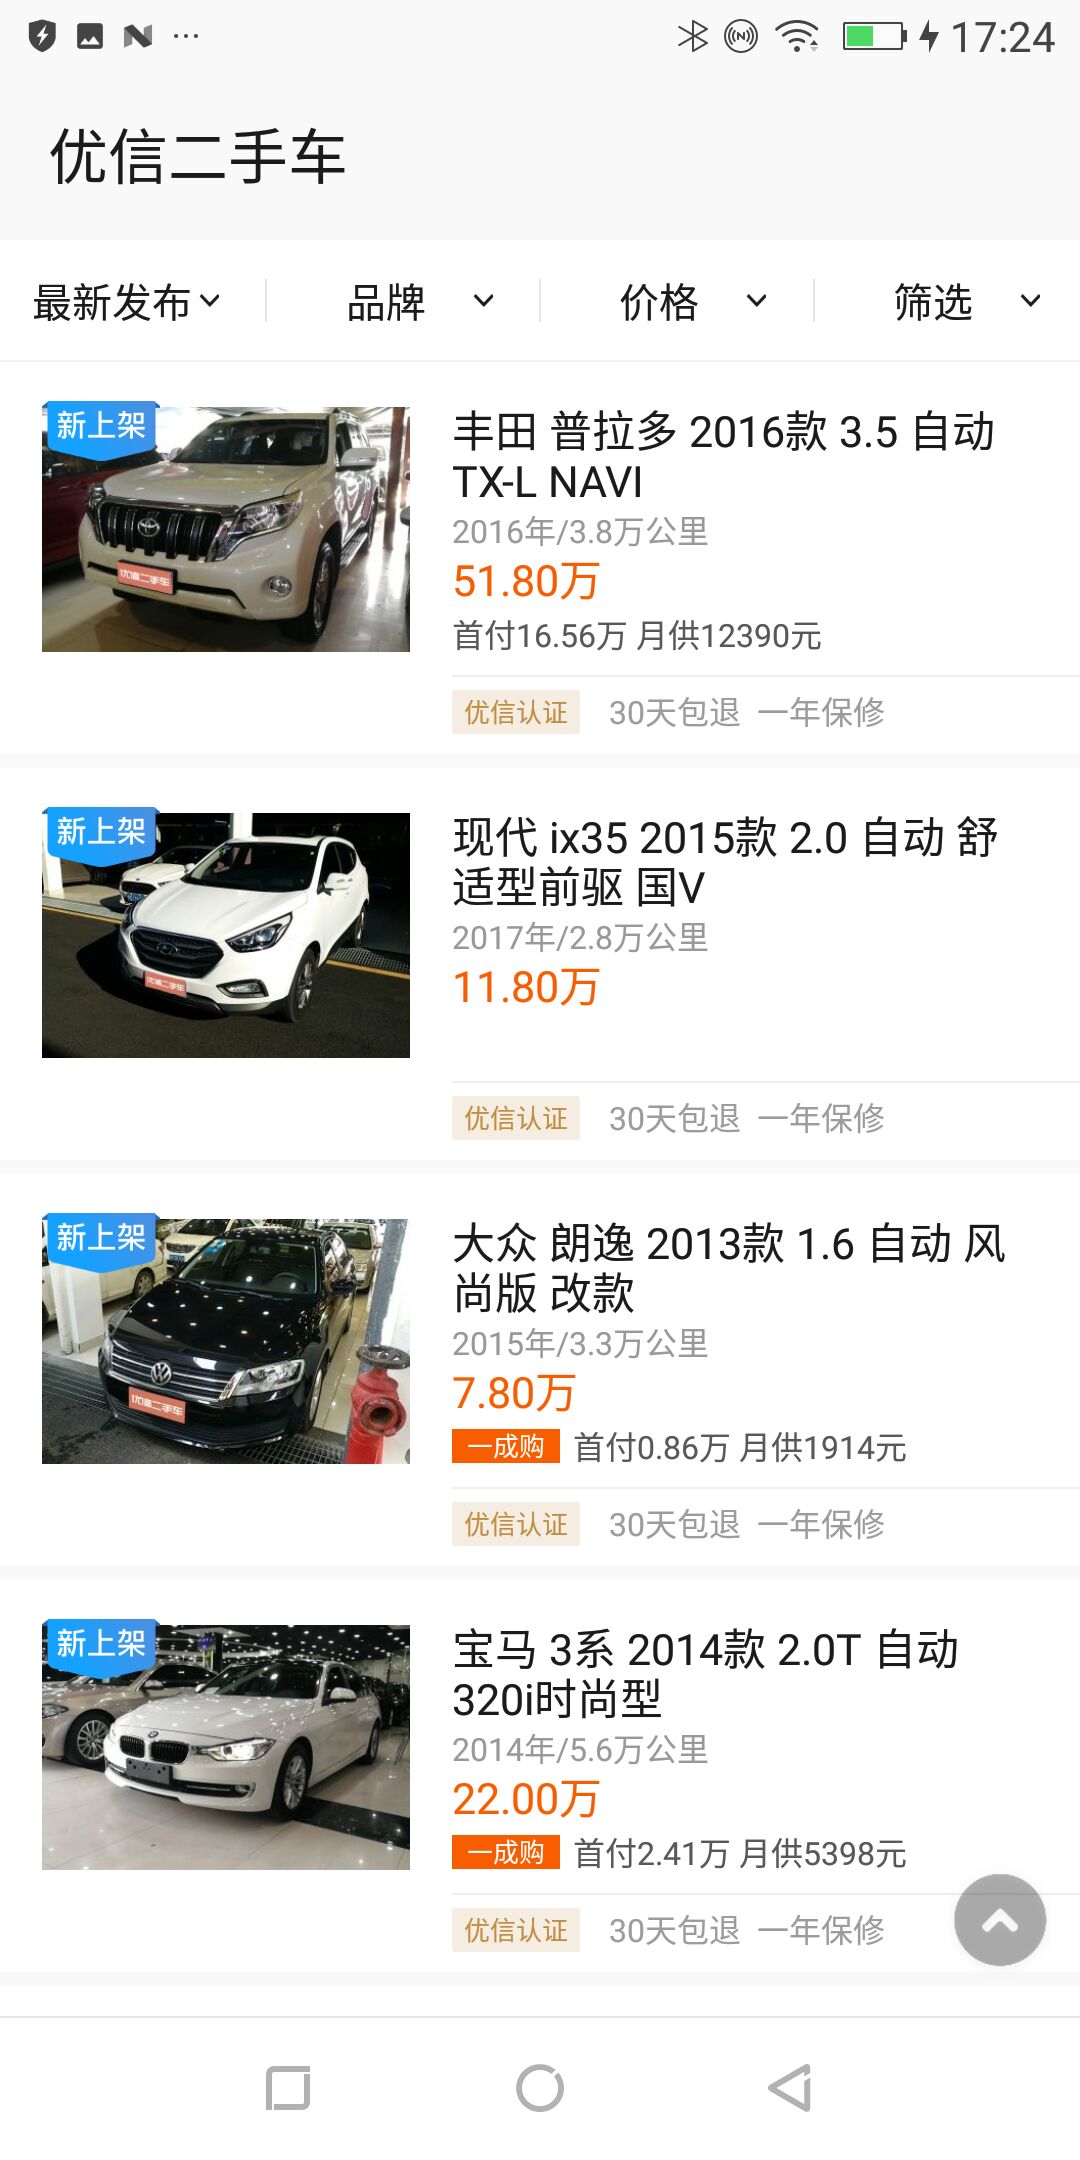 17:24
优信二手车
最新发布 品牌 价格 筛选
新上架
丰田 普拉多 2016款 3.5 自动
TX-L NAVI
2016年/3.8万公里
51.80万
首付16.56万 月供12390元
优信二手车
优信认证 30天包退 一年保修
新上架
现代 ix35 2015款 2.0 自动 舒
适型前驱 国V
2017年/2.8万公里
11.80万
优信二手车
优信认证 30天包退 一年保修
新上架
大众 朗逸 2013款 1.6 自动 风
尚版 改款
2015年/3.3万公里
7.80万
优信二手车
一成购 首付0.86万 月供1914元
优信认证 30天包退 一年保修
新上架
宝马 3系 2014款 2.0T 自动
320i时尚型
2014年/5.6万公里
22.00万
一成购 首付2.41万 月供5398元
优信认证 30天包退 一年保修